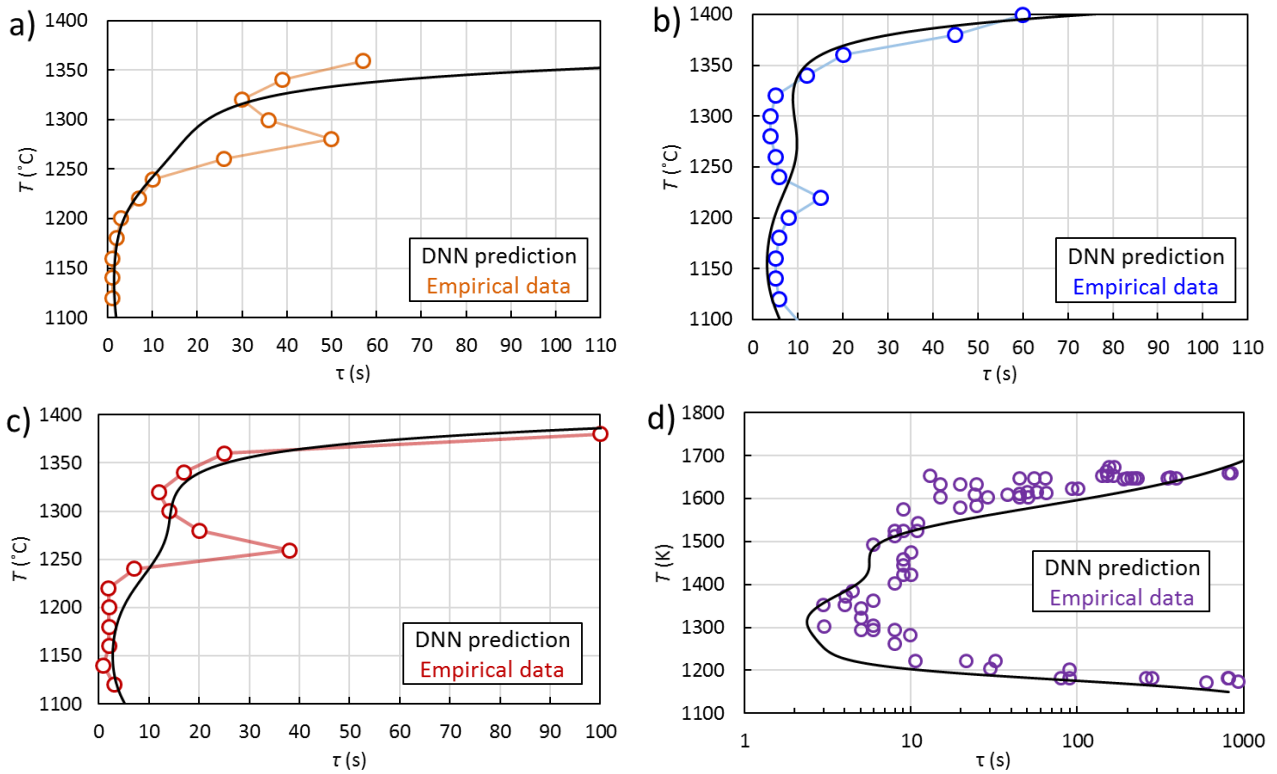 a)
1400
1350
1300
1250
1200
1150
1100
T (˚C)
DNN prediction
Empirical data
0 10 20 30 40 50 60 70 80 90 100 110
τ (s)
b)
1400
1350
1300
1250
1200
1150
1100
T (˚C)
DNN prediction
Empirical data
0 10 20 30 40 50 60 70 80 90 100 110
τ (s)
c)
1400
1350
1300
1250
1200
1150
1100
T (˚C)
DNN prediction
Empirical data
0 10 20 30 40 50 60 70 80 90 100
τ (s)
d)
1800
1700
1600
1500
1400
1300
1200
1100
T (K)
DNN prediction
Empirical data
1 10 100 1000
τ (s)